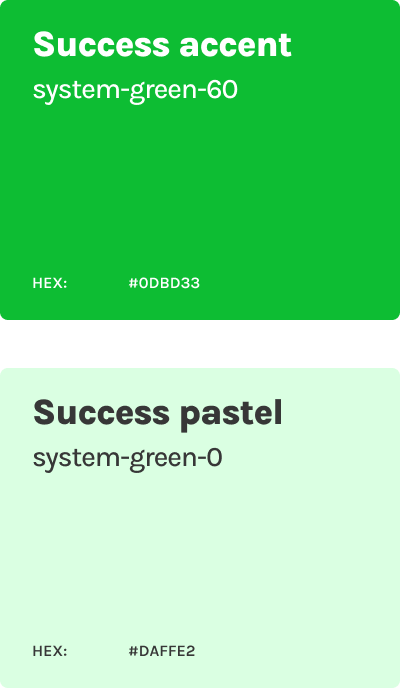 Success accent
system-green-60
HEX: #0DBD33
Success pastel
system-green-0
HEX: #DAFFE2